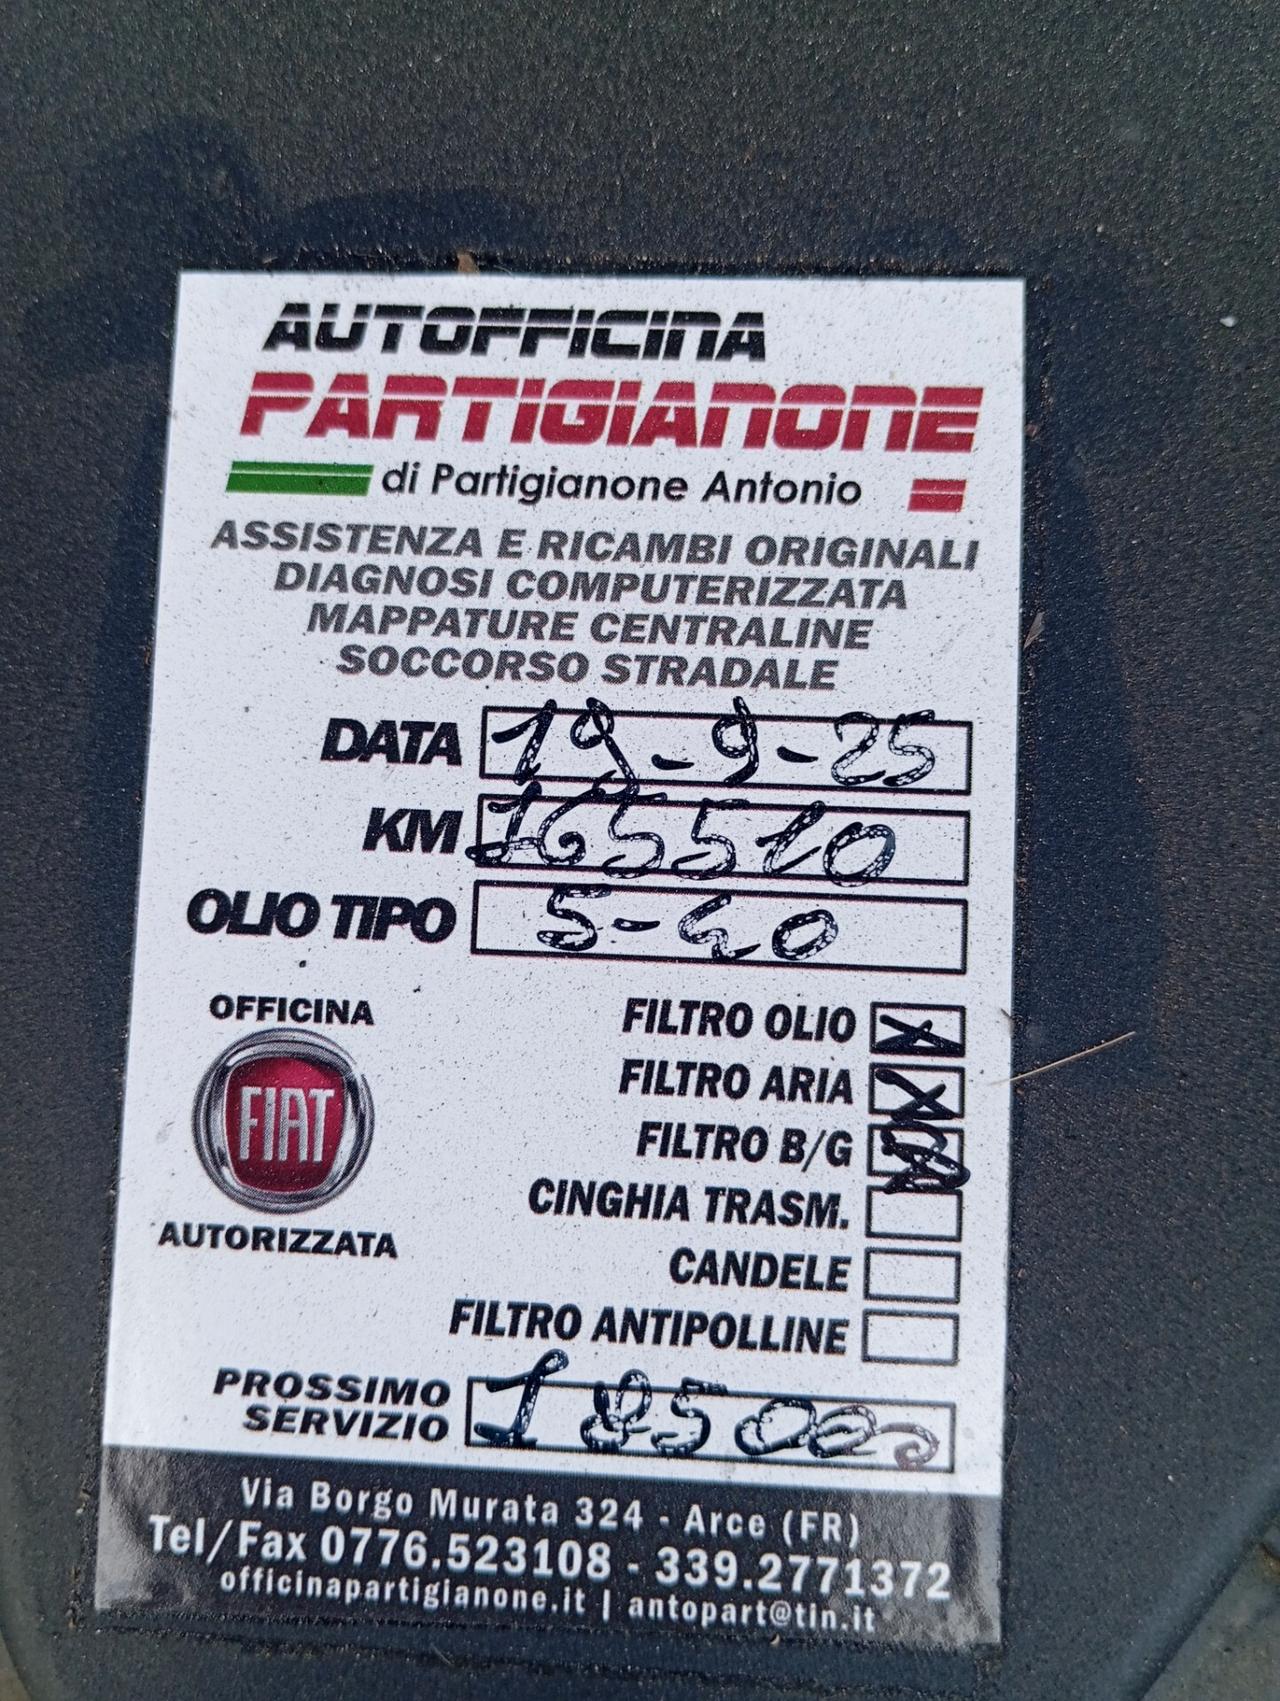 AUTOFFICINA
PARTIGIANONE
di Partigianone Antonio
ASSISTENZA E RICAMBI ORIGINALI
DIAGNOSI COMPUTERIZZATA
MAPPATURE CENTRALINE
SOCCORSO STRADALE
DATA 19-9-25
KM 165510
OLIO TIPO 5-40
OFFICINA
FIAT
AUTORIZZATA
FILTRO OLIO X
FILTRO ARIA X
FILTRO B/G
CINGHIA TRASM.
CANDELE
FILTRO ANTIPOLLINE
PROSSIMO
SERVIZIO 185000
Via Borgo Murata 324 - Arce (FR)
Tel/Fax 0776.523108 - 339.2771372
officinapartigianone.it | antopart@tin.it